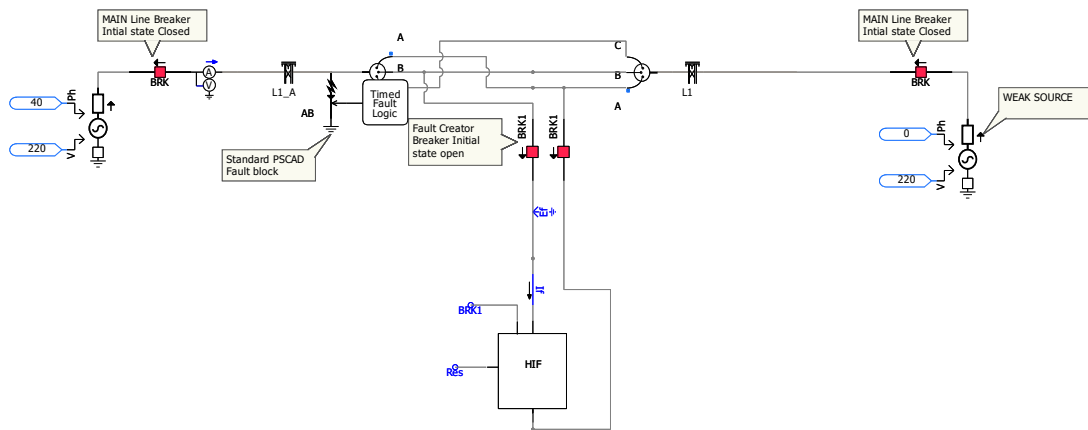 MAIN Line Breaker
Intial state Closed
BRK
A
V
L1_A
40
Ph
220
V
AB
Timed
Fault
Logic
Standard PSCAD
Fault block
A
B
C
B
A
Fault Creator
Breaker Initial
state open
BRK1
BRK1
L1
MAIN Line Breaker
Intial state Closed
BRK
WEAK SOURCE
0
Ph
220
V
Ef
If
BRK1
HIF
Res